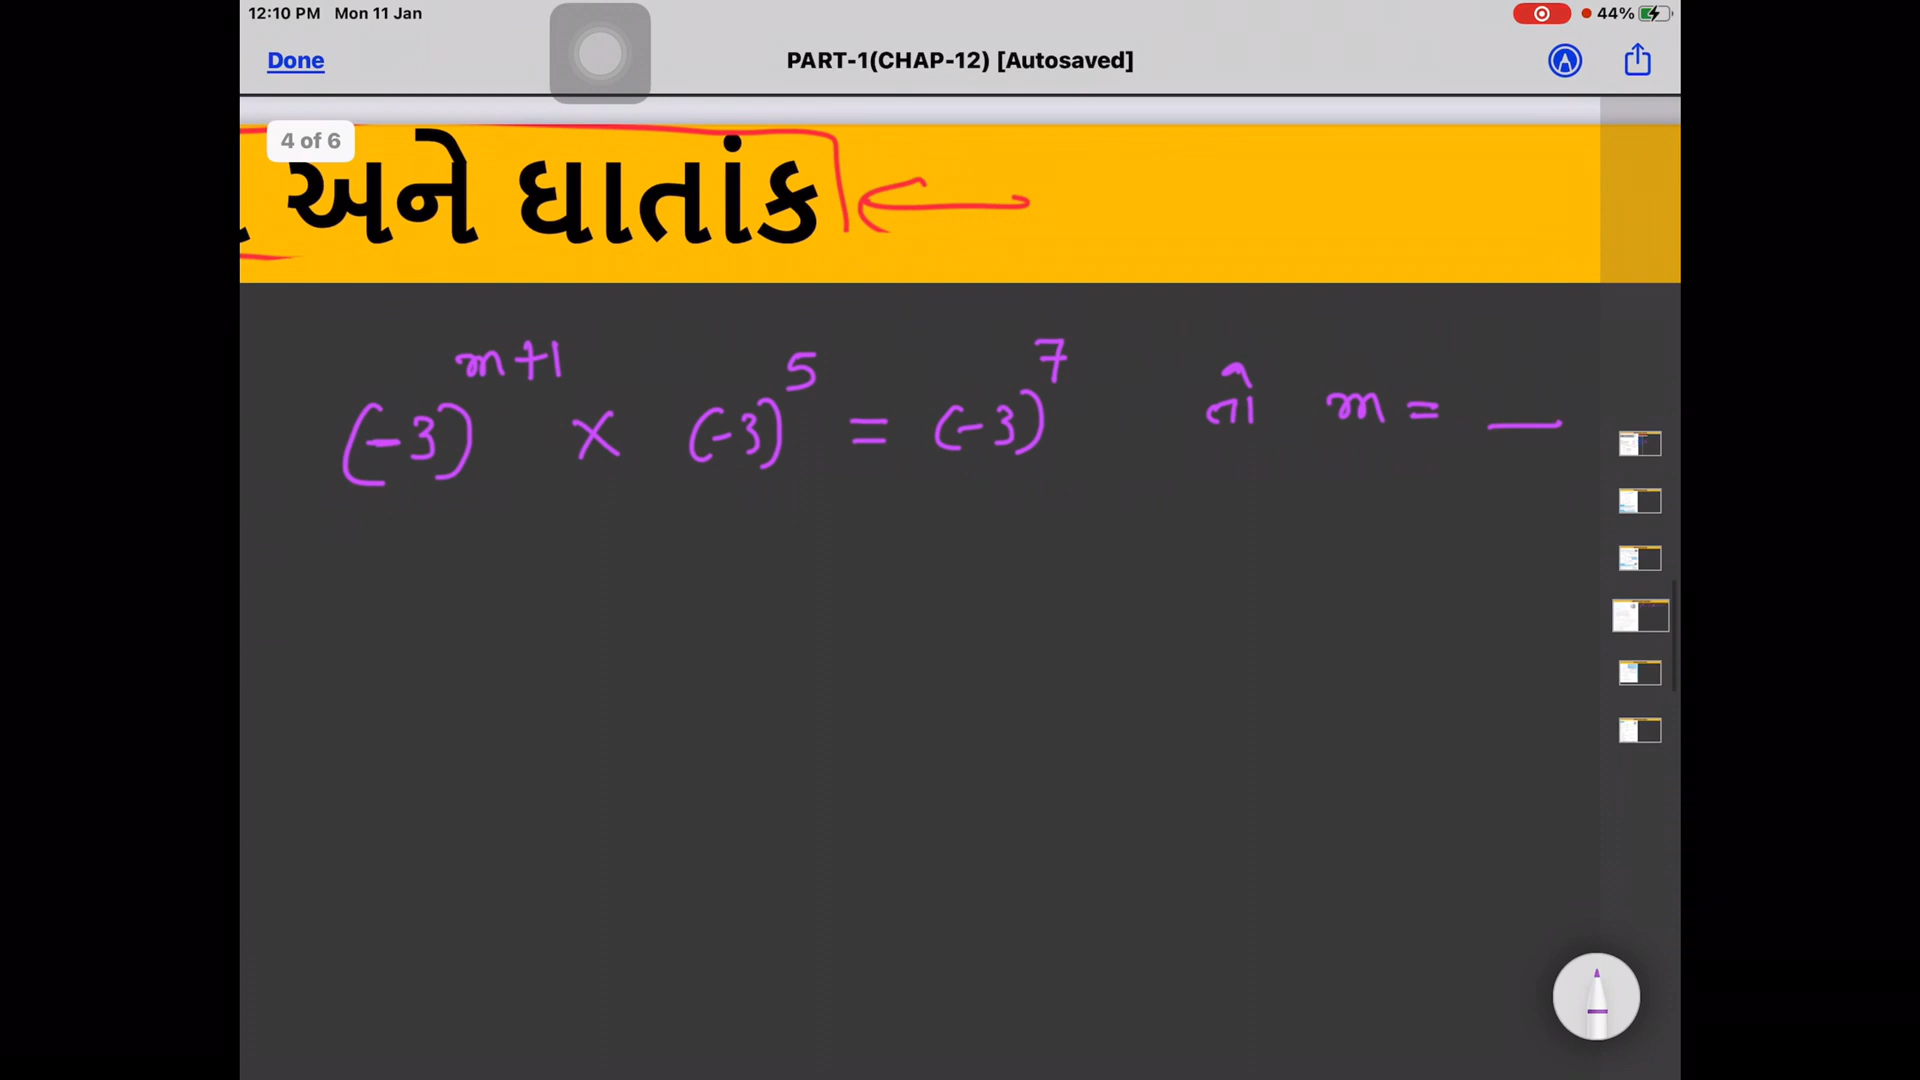 12:10 PM Mon 11 Jan 44%
Done PART-1(CHAP-12) [Autosaved]
4 of 6
અને ઘાતાંક
(-3)^{m+1} × (-3)^5 = (-3)^7 તો m = __